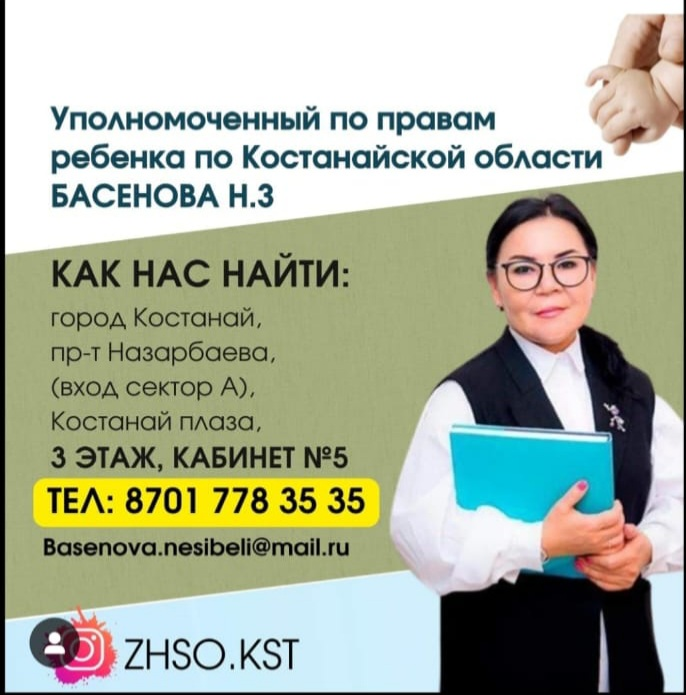 Уполномоченный по правам
ребенка по Костанайской области
БАСЕНОВА Н.З
КАК НАС НАЙТИ:
город Костанай,
пр-т Назарбаева,
(вход сектор А),
Костанай плаза,
3 ЭТАЖ, КАБИНЕТ №5
ТЕЛ: 8701 778 35 35
Basenova.nesibeli@mail.ru
ZHSO.KST